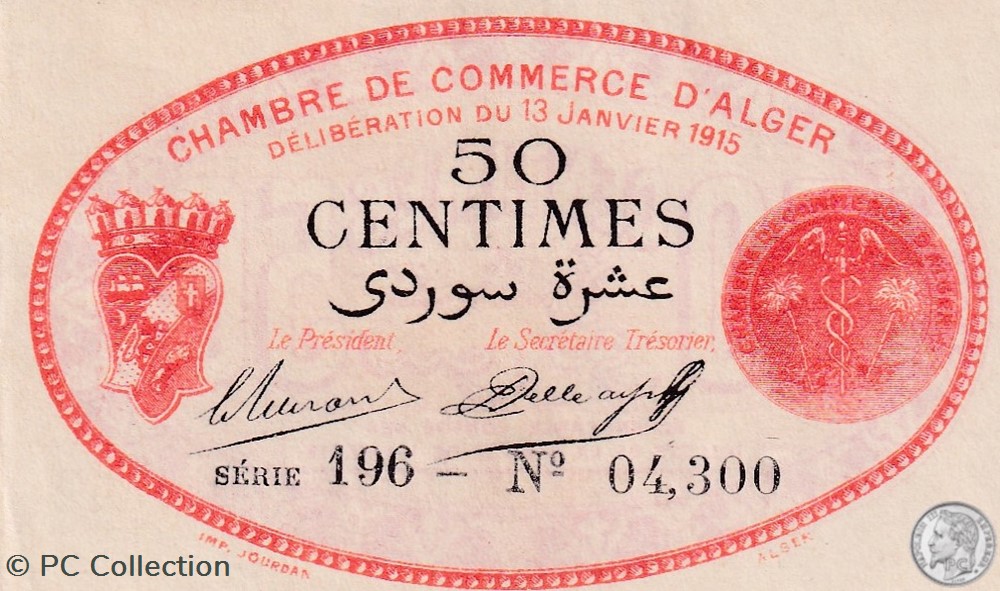 CHAMBRE DE COMMERCE D'ALGER
DÉLIBÉRATION DU 13 JANVIER 1915
50
CENTIMES
عشرة سوردى
Le Président,
Le Secrétaire Trésorier,
SÉRIE 196 – Nº 04,300
IMP. JOURDAN
ALGER
© PC Collection